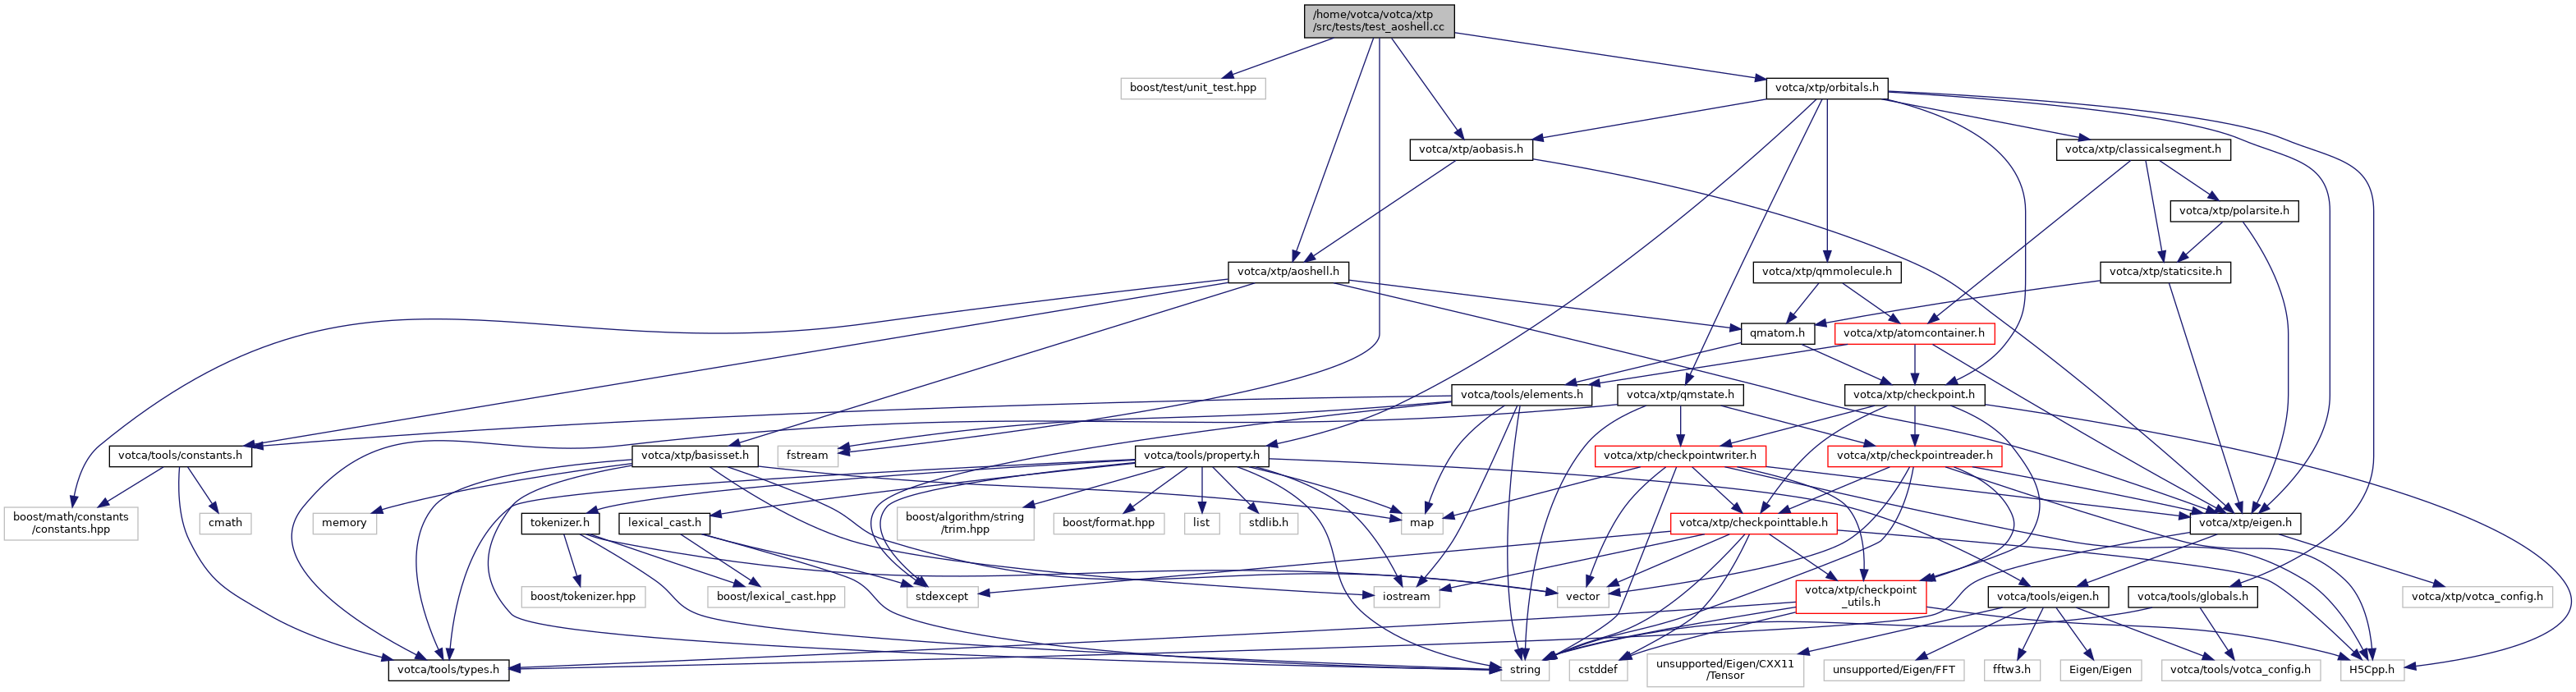 /home/votca/votca/xtp
/src/tests/test_aoshell.cc
boost/test/unit_test.hpp
votca/xtp/orbitals.h
votca/xtp/aobasis.h
votca/xtp/classicalsegment.h
votca/xtp/polarsite.h
votca/xtp/aoshell.h
votca/xtp/qmmolecule.h
votca/xtp/staticsite.h
qmatom.h
votca/xtp/atomcontainer.h
votca/tools/elements.h
votca/xtp/qmstate.h
votca/xtp/checkpoint.h
votca/tools/constants.h
votca/xtp/basisset.h
fstream
votca/tools/property.h
votca/xtp/checkpointwriter.h
votca/xtp/checkpointreader.h
boost/math/constants
/constants.hpp
cmath
memory
tokenizer.h
lexical_cast.h
boost/algorithm/string
/trim.hpp
boost/format.hpp
list
stdlib.h
map
votca/xtp/checkpointtable.h
votca/xtp/eigen.h
boost/tokenizer.hpp
boost/lexical_cast.hpp
stdexcept
iostream
vector
votca/xtp/checkpoint
_utils.h
votca/tools/eigen.h
votca/tools/globals.h
votca/xtp/votca_config.h
votca/tools/types.h
string
cstddef
unsupported/Eigen/CXX11
/Tensor
unsupported/Eigen/FFT
fftw3.h
Eigen/Eigen
votca/tools/votca_config.h
H5Cpp.h